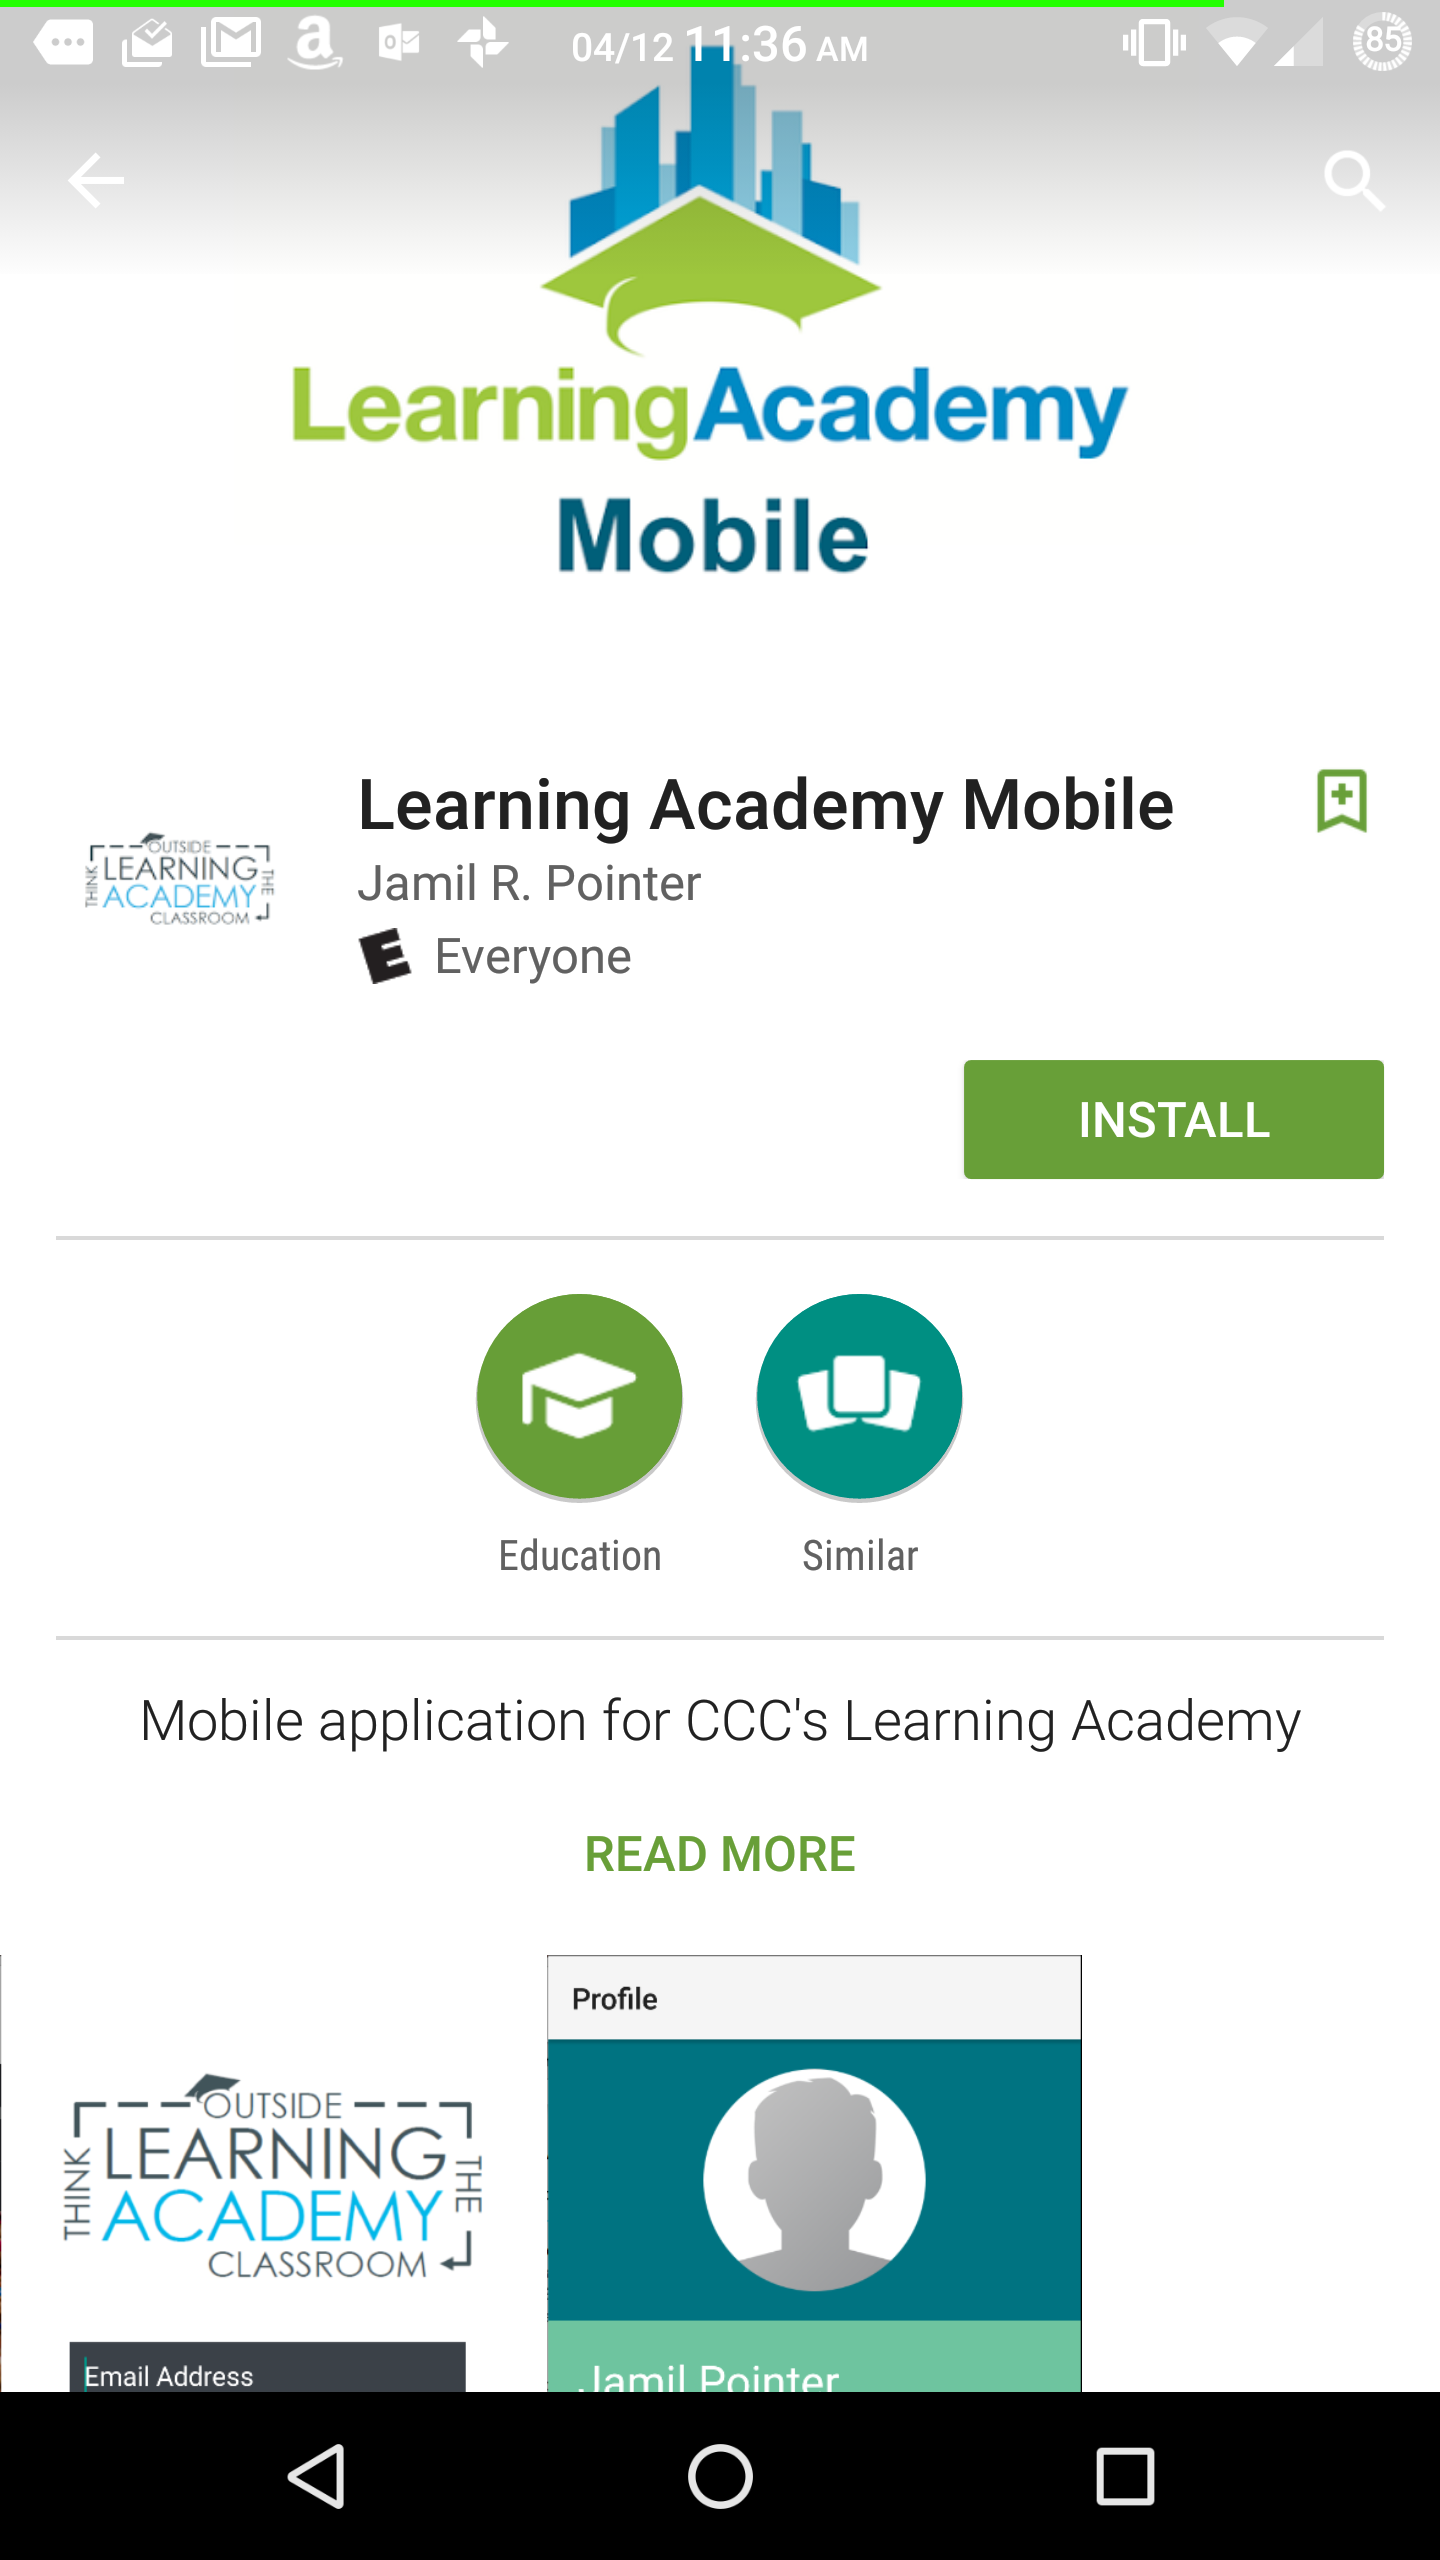 04/12 11:36 AM
85
LearningAcademy
Mobile
OUTSIDE
THINK
LEARNING
THE
ACADEMY
CLASSROOM
Learning Academy Mobile
Jamil R. Pointer
E Everyone
INSTALL
Education
Similar
Mobile application for CCC's Learning Academy
READ MORE
OUTSIDE
THINK
LEARNING
THE
ACADEMY
CLASSROOM
Email Address
Profile
Jamil Pointer